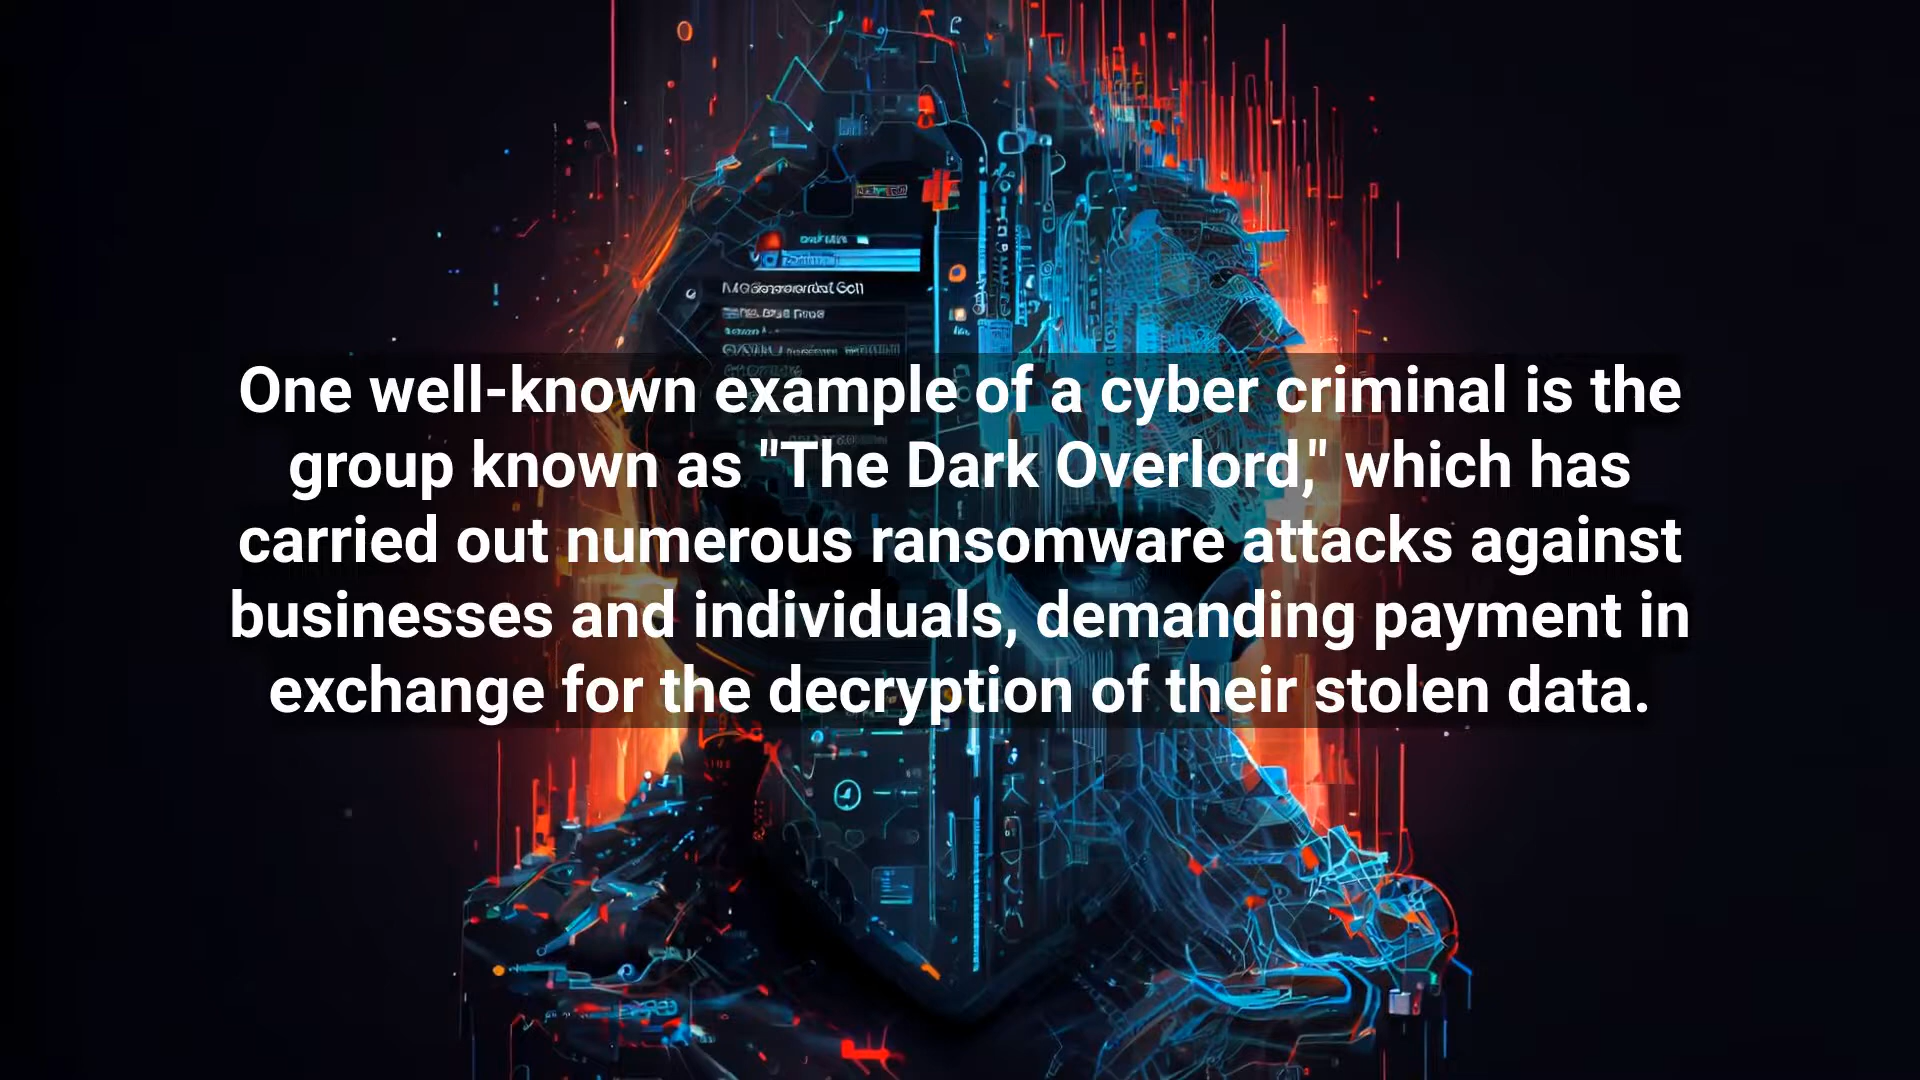 One well-known example of a cyber criminal is the
group known as "The Dark Overlord," which has
carried out numerous ransomware attacks against
businesses and individuals, demanding payment in
exchange for the decryption of their stolen data.